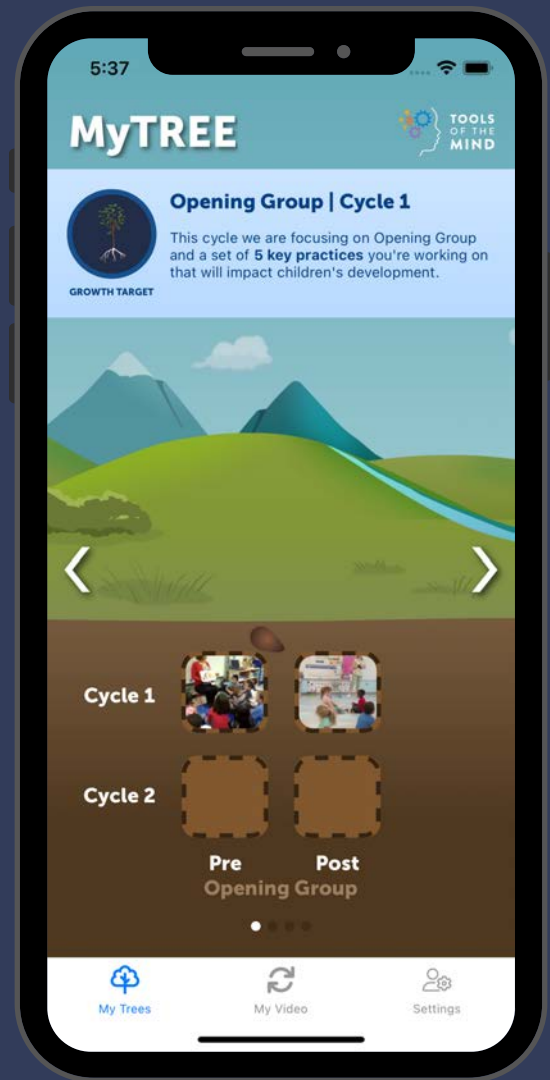 5:37
MyTREE
TOOLS
OF THE
MIND
Opening Group | Cycle 1
This cycle we are focusing on Opening Group
and a set of 5 key practices you're working on
that will impact children's development.
GROWTH TARGET
Cycle 1
Cycle 2
Pre Post
Opening Group
My Trees My Video Settings